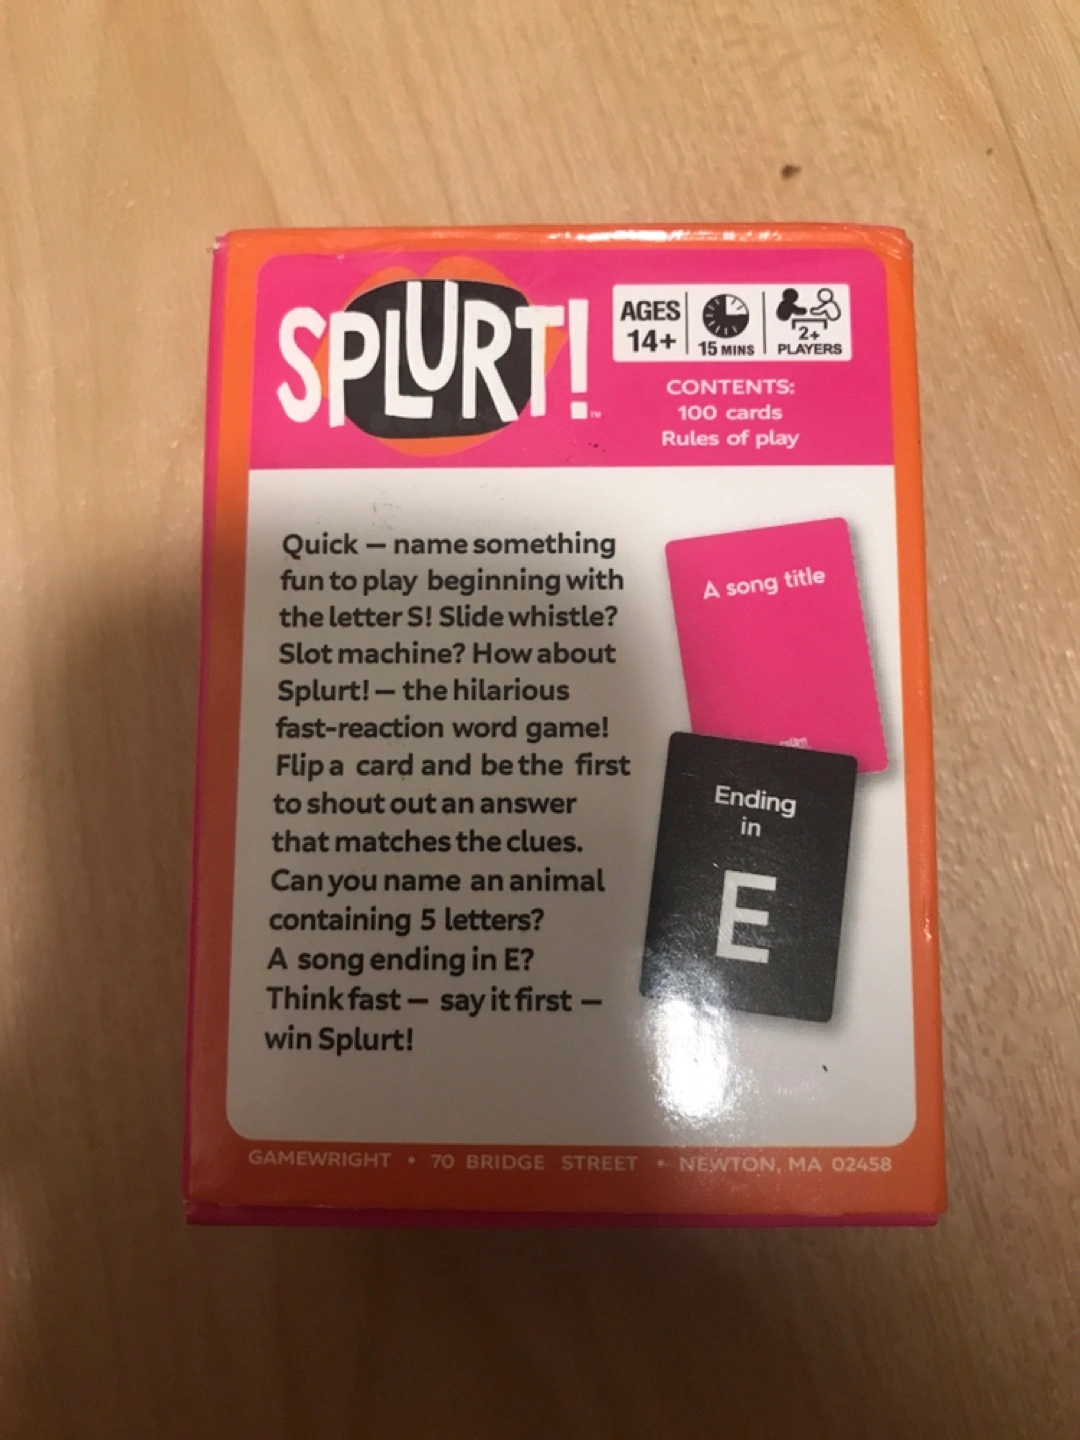 SPLURT!™
AGES
14+
15 MINS
2+
PLAYERS
CONTENTS:
100 cards
Rules of play
Quick — name something
fun to play beginning with
the letter S! Slide whistle?
Slot machine? How about
Splurt! — the hilarious
fast-reaction word game!
Flip a card and be the first
to shout out an answer
that matches the clues.
Can you name an animal
containing 5 letters?
A song ending in E?
Think fast — say it first —
win Splurt!
A song title
Ending
in
E
GAMEWRIGHT • 70 BRIDGE STREET • NEWTON, MA 02458